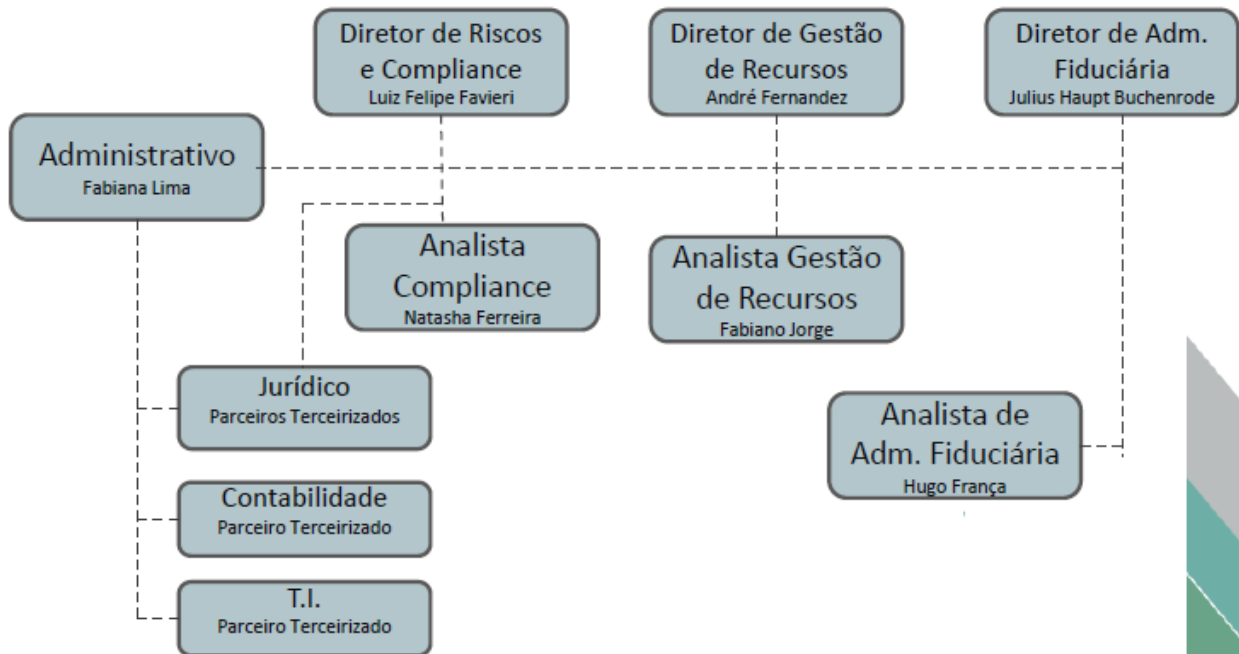 Diretor de Riscos
e Compliance
Luiz Felipe Favieri
Diretor de Gestão
de Recursos
André Fernandez
Diretor de Adm.
Fiduciária
Julius Haupt Buchenrode
Administrativo
Fabiana Lima
Analista
Compliance
Natasha Ferreira
Analista Gestão
de Recursos
Fabiano Jorge
Jurídico
Parceiros Terceirizados
Analista de
Adm. Fiduciária
Hugo França
Contabilidade
Parceiro Terceirizado
T.I.
Parceiro Terceirizado